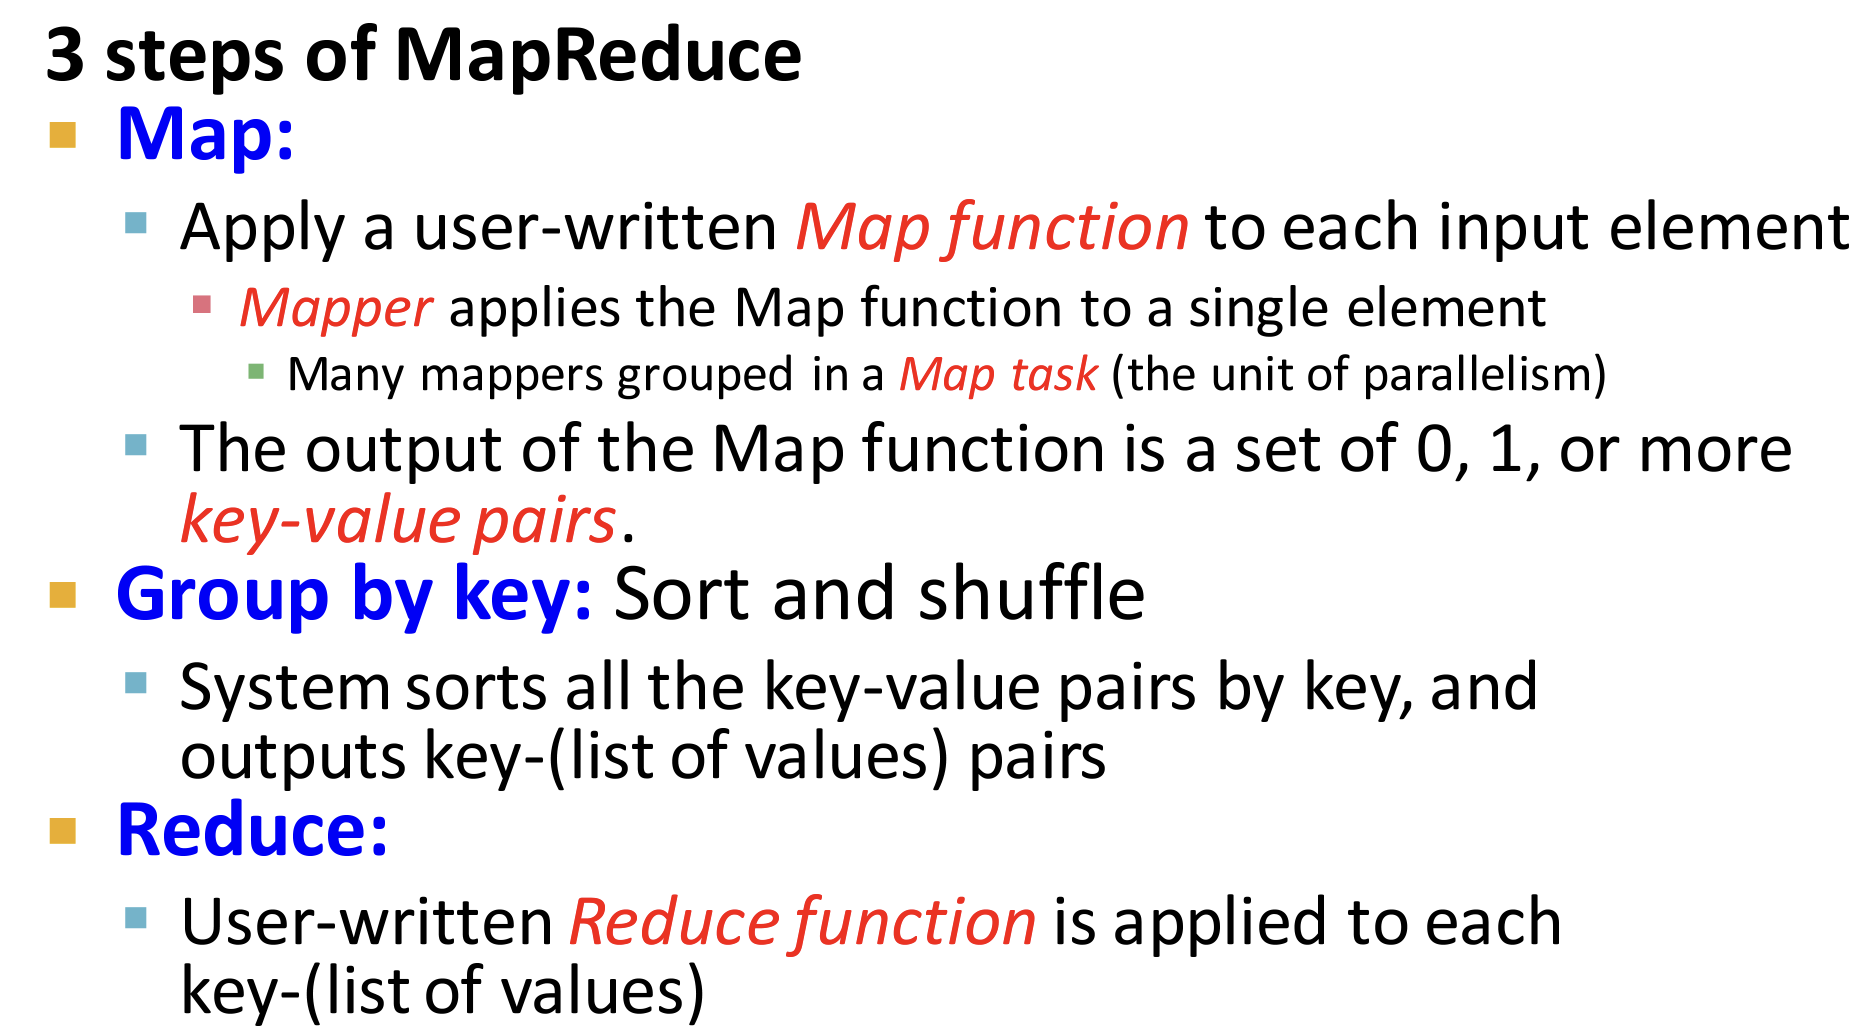 3 steps of MapReduce
Map:
Apply a user-written Map function to each input element
Mapper applies the Map function to a single element
Many mappers grouped in a Map task (the unit of parallelism)
The output of the Map function is a set of 0, 1, or more
key-value pairs.
Group by key: Sort and shuffle
System sorts all the key-value pairs by key, and
outputs key-(list of values) pairs
Reduce:
User-written Reduce function is applied to each
key-(list of values)